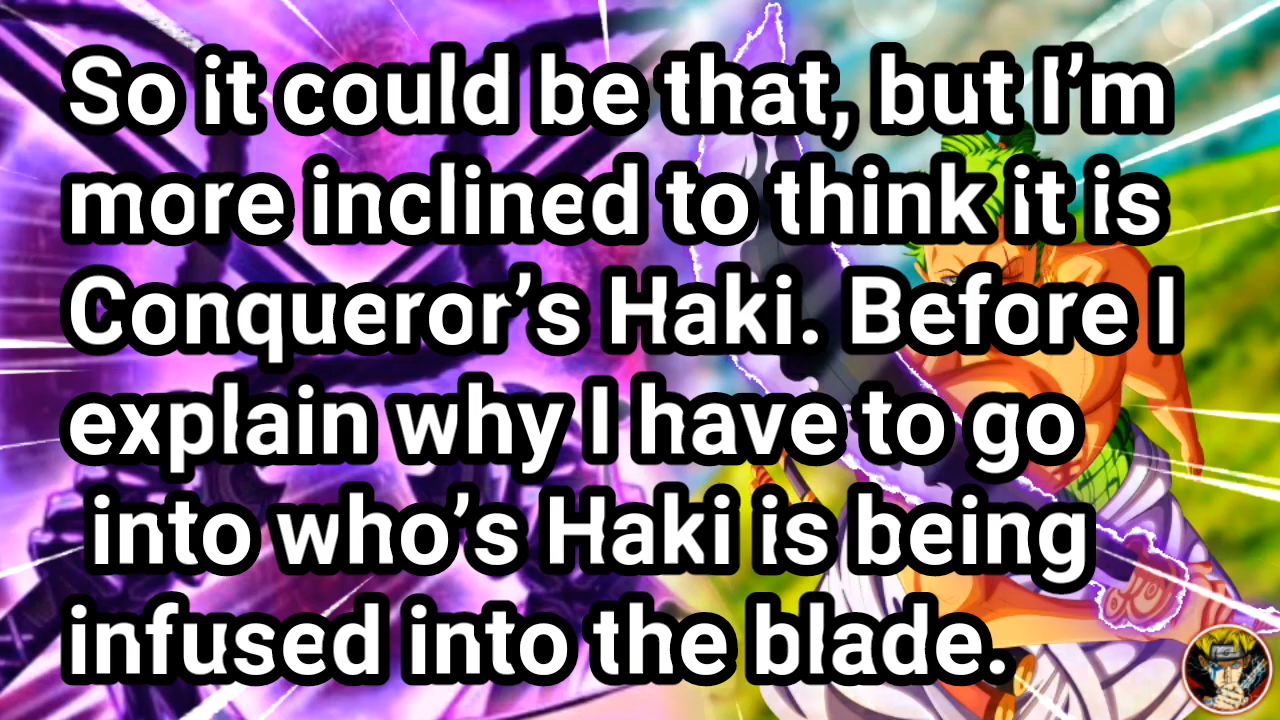 So it could be that, but I’m
more inclined to think it is
Conqueror’s Haki. Before I
explain why I have to go
into who’s Haki is being
infused into the blade.